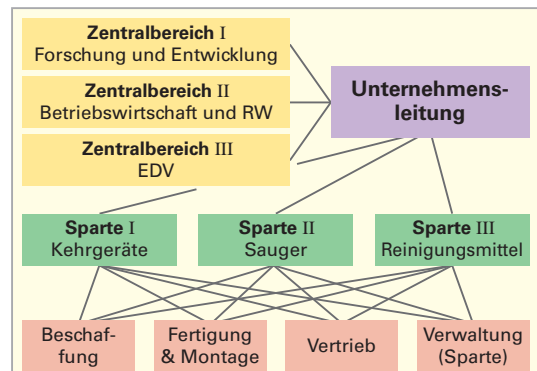 Zentralbereich I
Forschung und Entwicklung
Zentralbereich II
Betriebswirtschaft und RW
Zentralbereich III
EDV
Unternehmens-
leitung
Sparte I
Kehrgeräte
Sparte II
Sauger
Sparte III
Reinigungsmittel
Beschaf-
fung
Fertigung
& Montage
Vertrieb
Verwaltung
(Sparte)